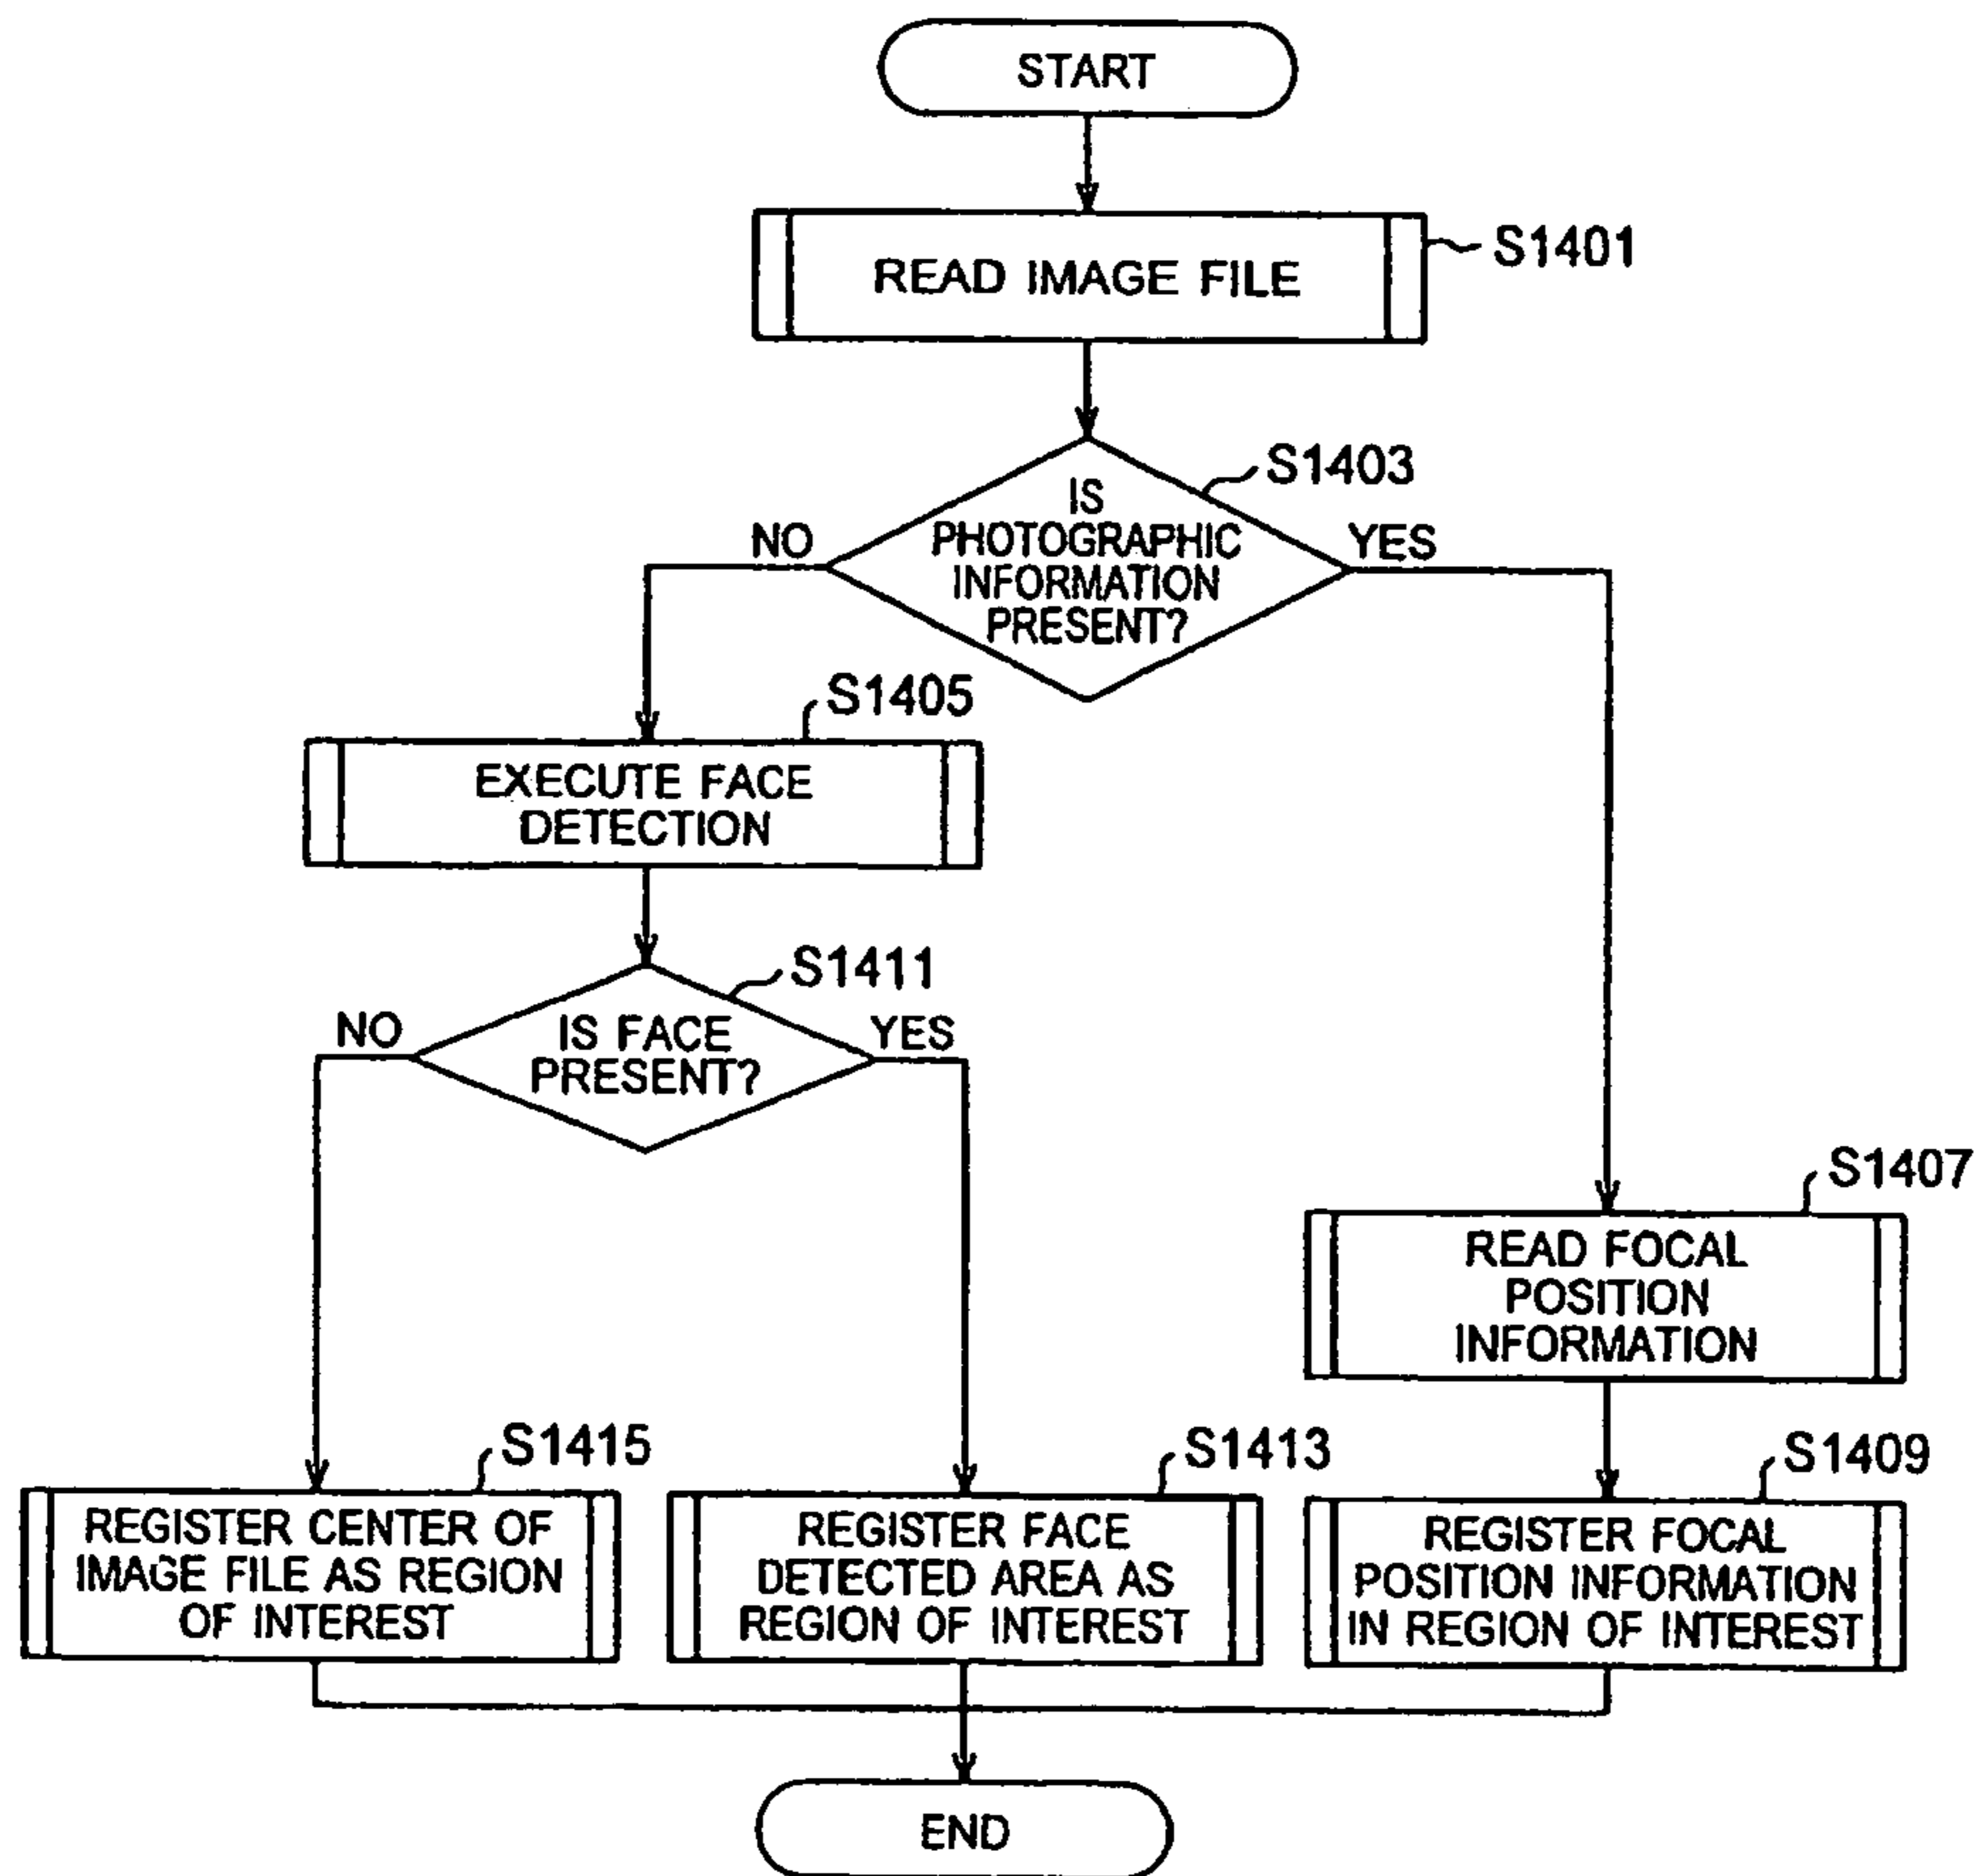 START
READ IMAGE FILE
S1401
S1403
IS
PHOTOGRAPHIC
INFORMATION
PRESENT?
NO
YES
S1405
EXECUTE FACE
DETECTION
S1411
IS FACE
PRESENT?
NO
YES
S1407
READ FOCAL
POSITION
INFORMATION
S1415
REGISTER CENTER OF
IMAGE FILE AS REGION
OF INTEREST
S1413
REGISTER FACE
DETECTED AREA AS
REGION OF INTEREST
S1409
REGISTER FOCAL
POSITION INFORMATION
IN REGION OF INTEREST
END